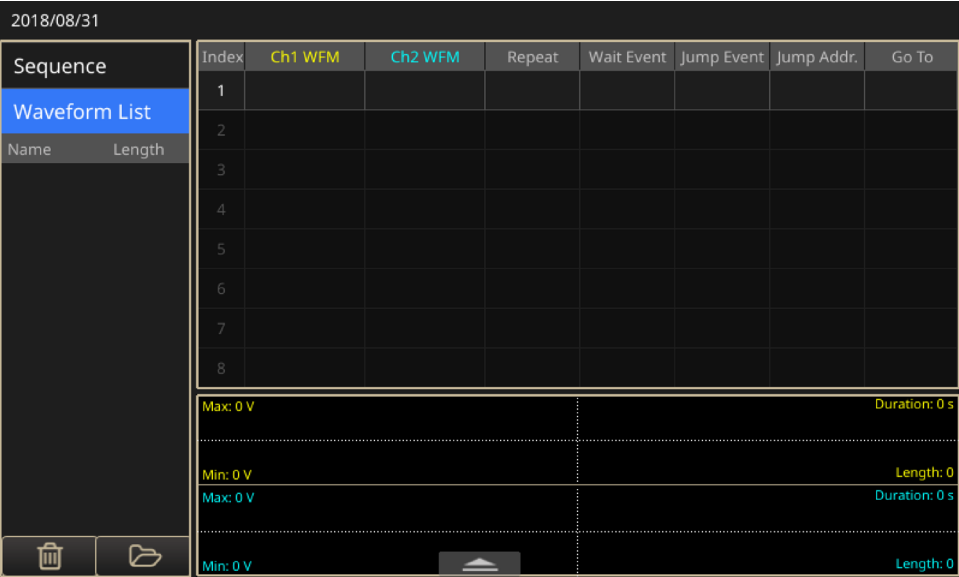 2018/08/31
Sequence
Waveform List
Name Length
Index Ch1 WFM Ch2 WFM Repeat Wait Event Jump Event Jump Addr. Go To
1
2
3
4
5
6
7
8
Max: 0 V Duration: 0 s
Min: 0 V Length: 0
Max: 0 V Duration: 0 s
Min: 0 V Length: 0